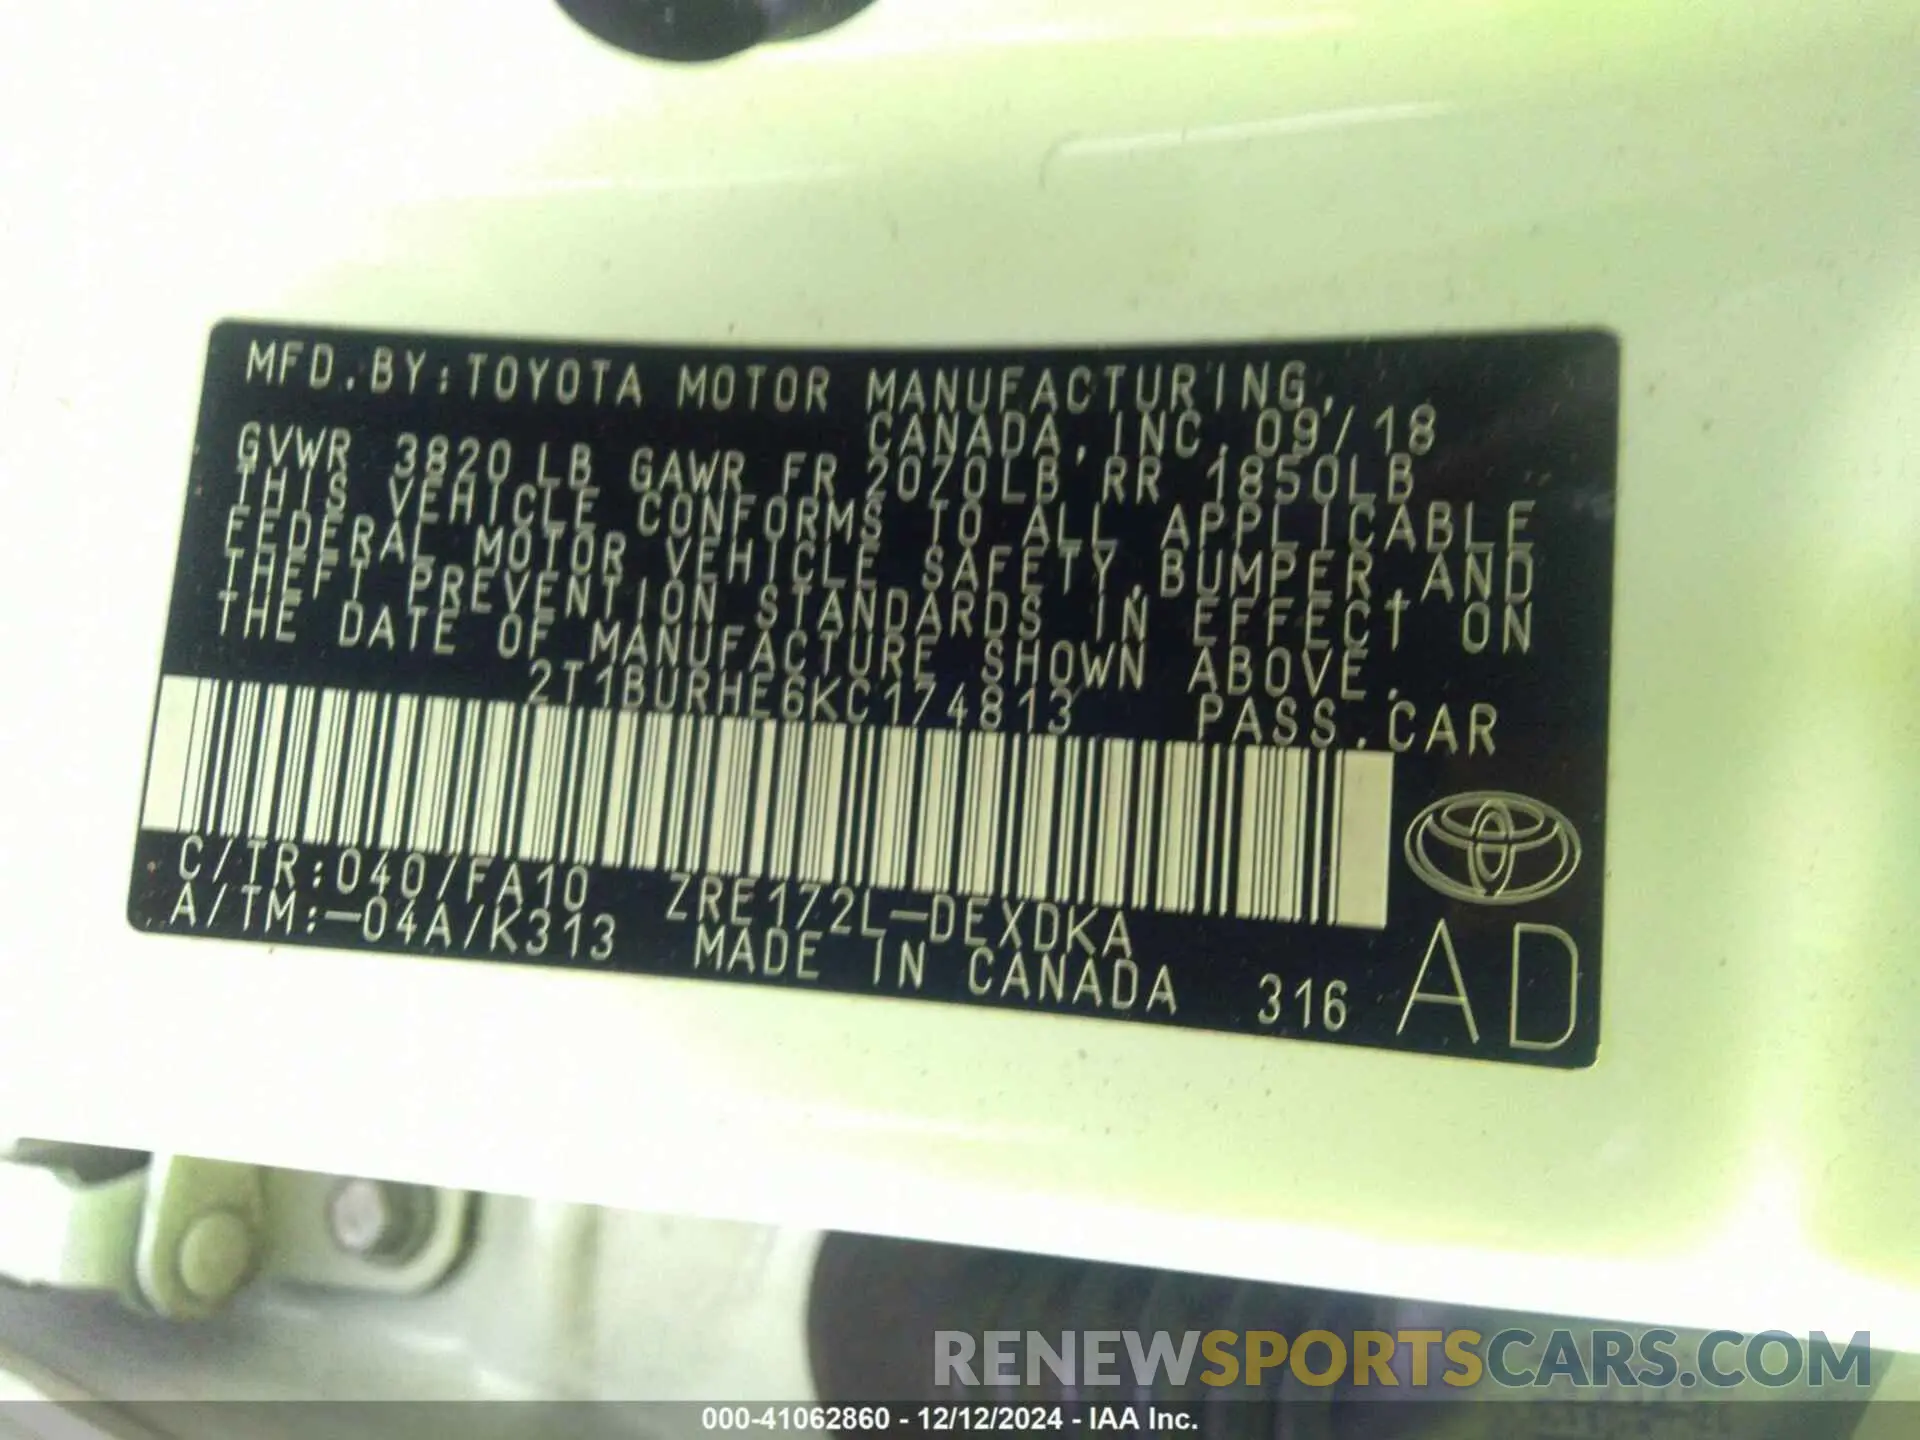 MFD.BY:TOYOTA MOTOR MANUFACTURING,
CANADA,INC.09/18
GVWR 3820LB GAWR FR 2070LB RR 1850LB
THIS VEHICLE CONFORMS TO ALL APPLICABLE
FEDERAL MOTOR VEHICLE SAFETY,BUMPER,AND
THEFT PREVENTION STANDARDS IN EFFECT ON
THE DATE OF MANUFACTURE SHOWN ABOVE.
2T1BURHE6KC174813 PASS.CAR
C/TR:040/FA10 ZRE172L-DEXDKA
A/TM:-04A/K313 MADE IN CANADA 316 AD
RENEWSPORTSCARS.COM
000-41062860 - 12/12/2024 - IAA Inc.